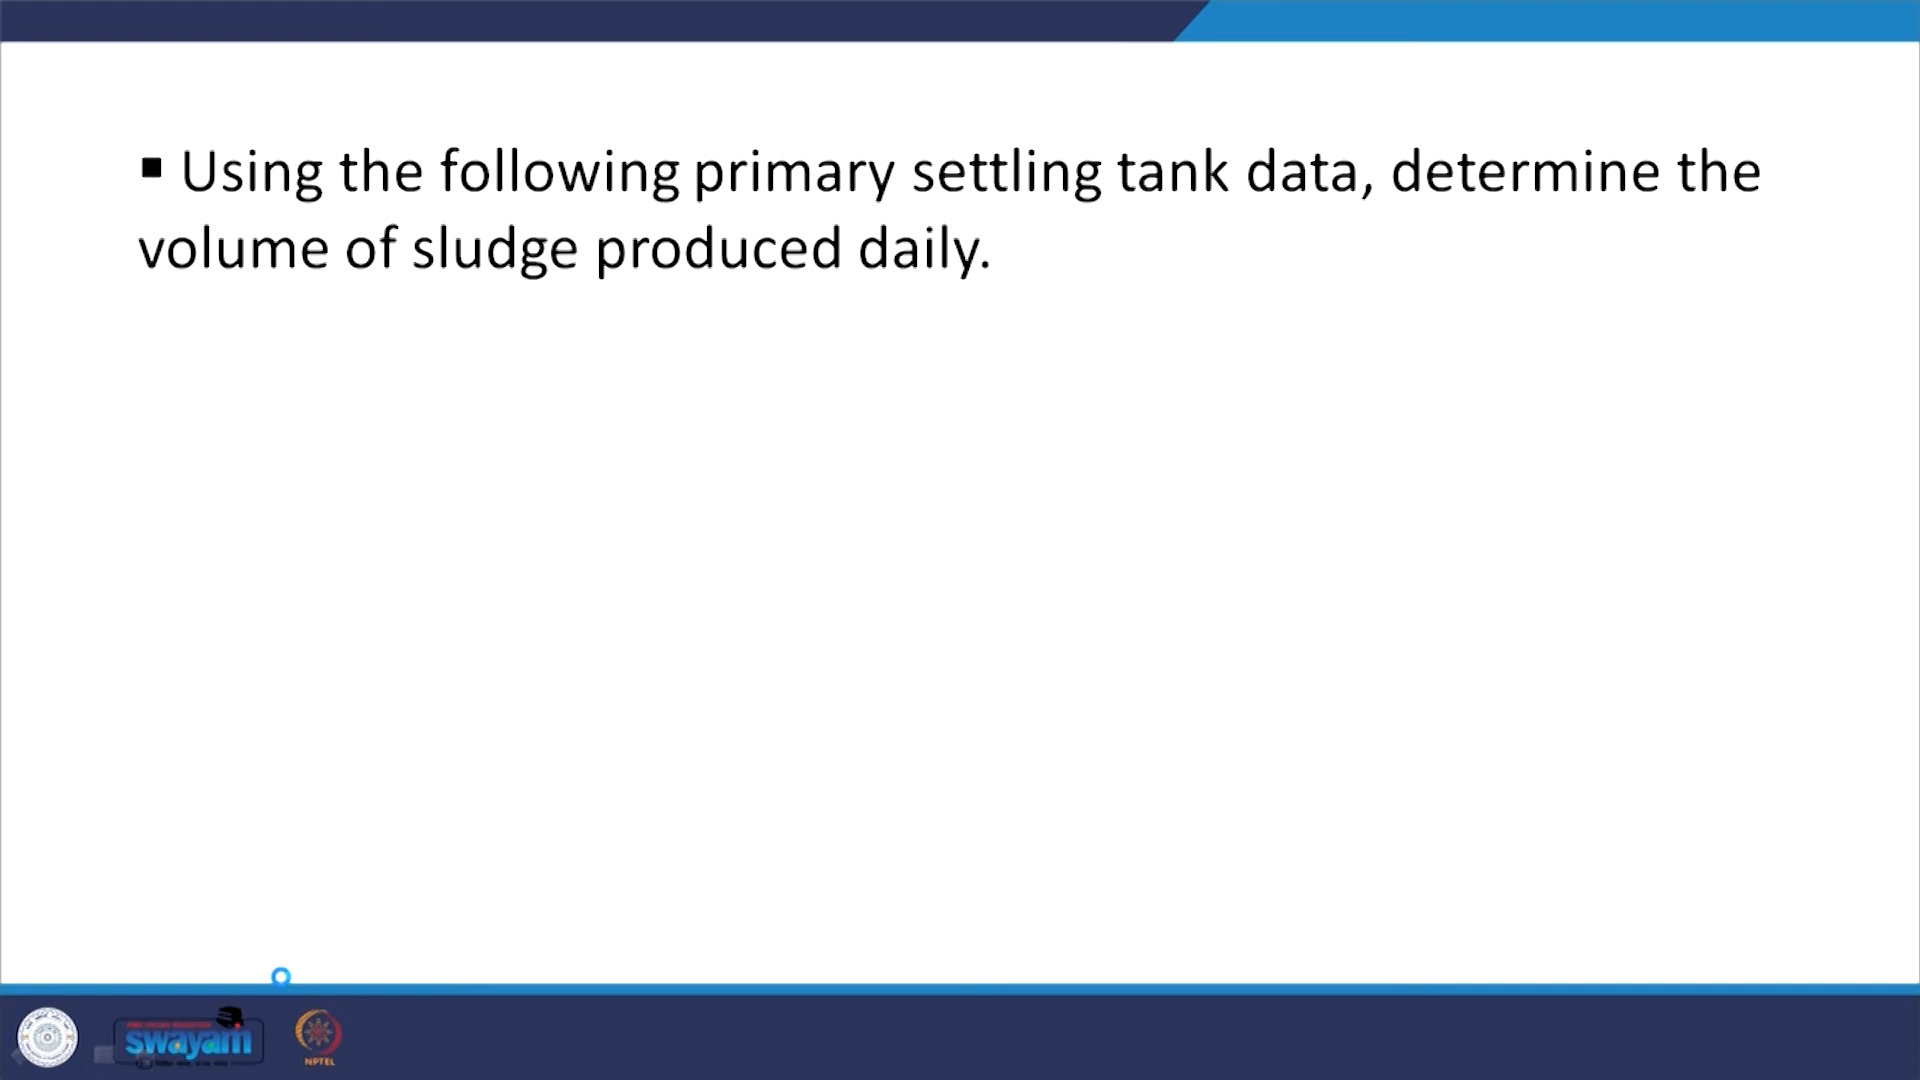 ▪ Using the following primary settling tank data, determine the
volume of sludge produced daily.
swayam
NPTEL